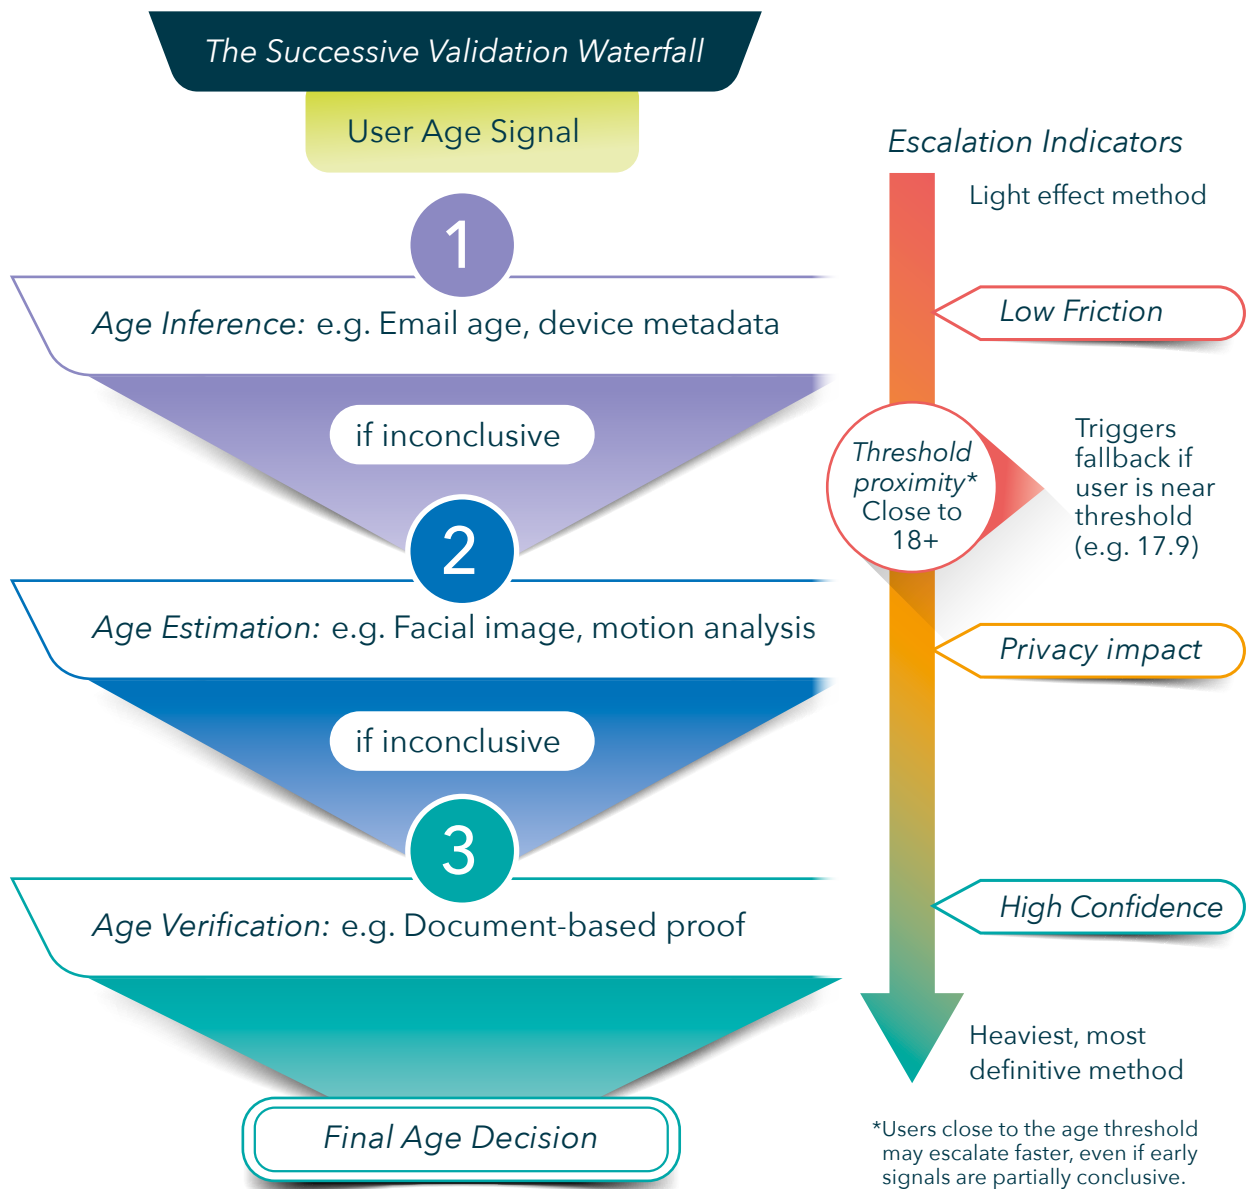 The Successive Validation Waterfall
User Age Signal
1
Age Inference: e.g. Email age, device metadata
if inconclusive
2
Age Estimation: e.g. Facial image, motion analysis
if inconclusive
3
Age Verification: e.g. Document-based proof
Final Age Decision
Escalation Indicators
Light effect method
Low Friction
Threshold
proximity*
Close to
18+
Triggers
fallback if
user is near
threshold
(e.g. 17.9)
Privacy impact
High Confidence
Heaviest, most
definitive method
*Users close to the age threshold
may escalate faster, even if early
signals are partially conclusive.